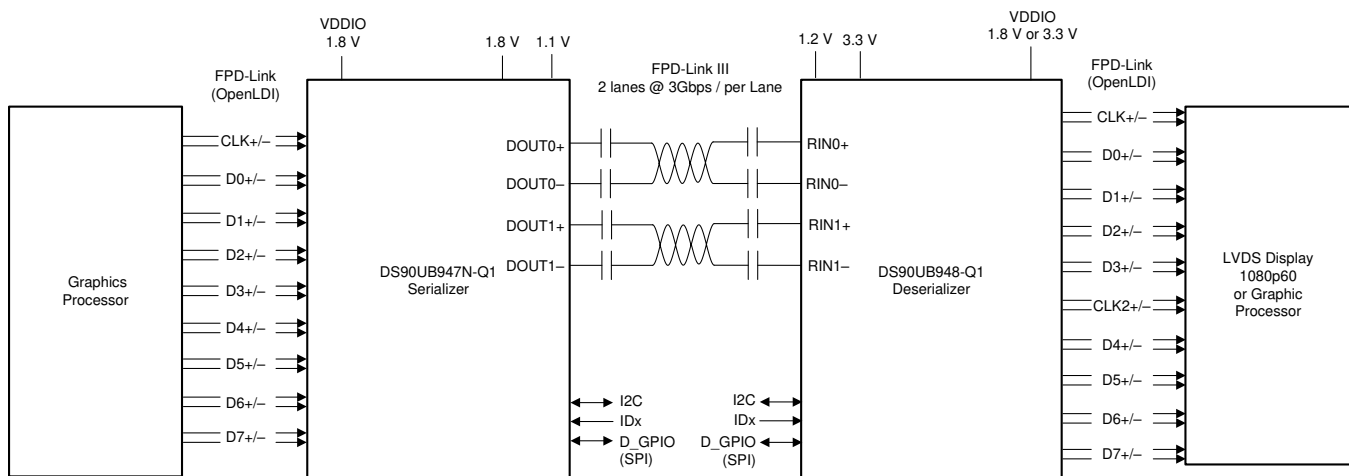 VDDIO
1.8 V
1.8 V
1.1 V
FPD-Link
(OpenLDI)
Graphics
Processor
CLK+/–
D0+/–
D1+/–
D2+/–
D3+/–
D4+/–
D5+/–
D6+/–
D7+/–
DS90UB947N-Q1
Serializer
DOUT0+
DOUT0–
DOUT1+
DOUT1–
I2C
IDx
D_GPIO
(SPI)
FPD-Link III
2 lanes @ 3Gbps / per Lane
1.2 V
3.3 V
VDDIO
1.8 V or 3.3 V
RIN0+
RIN0–
RIN1+
RIN1–
DS90UB948-Q1
Deserializer
I2C
IDx
D_GPIO
(SPI)
FPD-Link
(OpenLDI)
CLK+/–
D0+/–
D1+/–
D2+/–
D3+/–
CLK2+/–
D4+/–
D5+/–
D6+/–
D7+/–
LVDS Display
1080p60
or Graphic
Processor